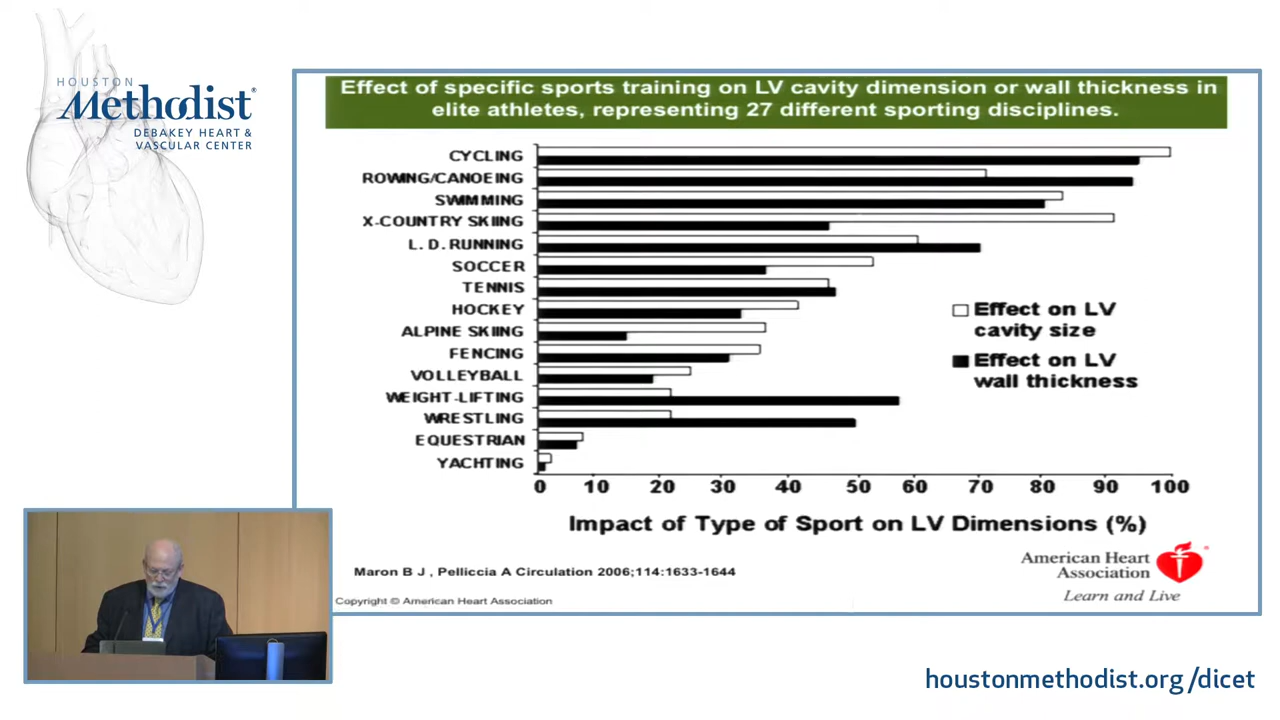 HOUSTON
Methodist®
DEBAKEY HEART &
VASCULAR CENTER
Effect of specific sports training on LV cavity dimension or wall thickness in
elite athletes, representing 27 different sporting disciplines.
CYCLING
ROWING/CANOEING
SWIMMING
X-COUNTRY SKIING
L. D. RUNNING
SOCCER
TENNIS
HOCKEY
ALPINE SKIING
FENCING
VOLLEYBALL
WEIGHT-LIFTING
WRESTLING
EQUESTRIAN
YACHTING
Effect on LV
cavity size
Effect on LV
wall thickness
0 10 20 30 40 50 60 70 80 90 100
Impact of Type of Sport on LV Dimensions (%)
Maron B J , Pelliccia A Circulation 2006;114:1633-1644
Copyright © American Heart Association
American Heart
Association
Learn and Live
houstonmethodist.org/dicet